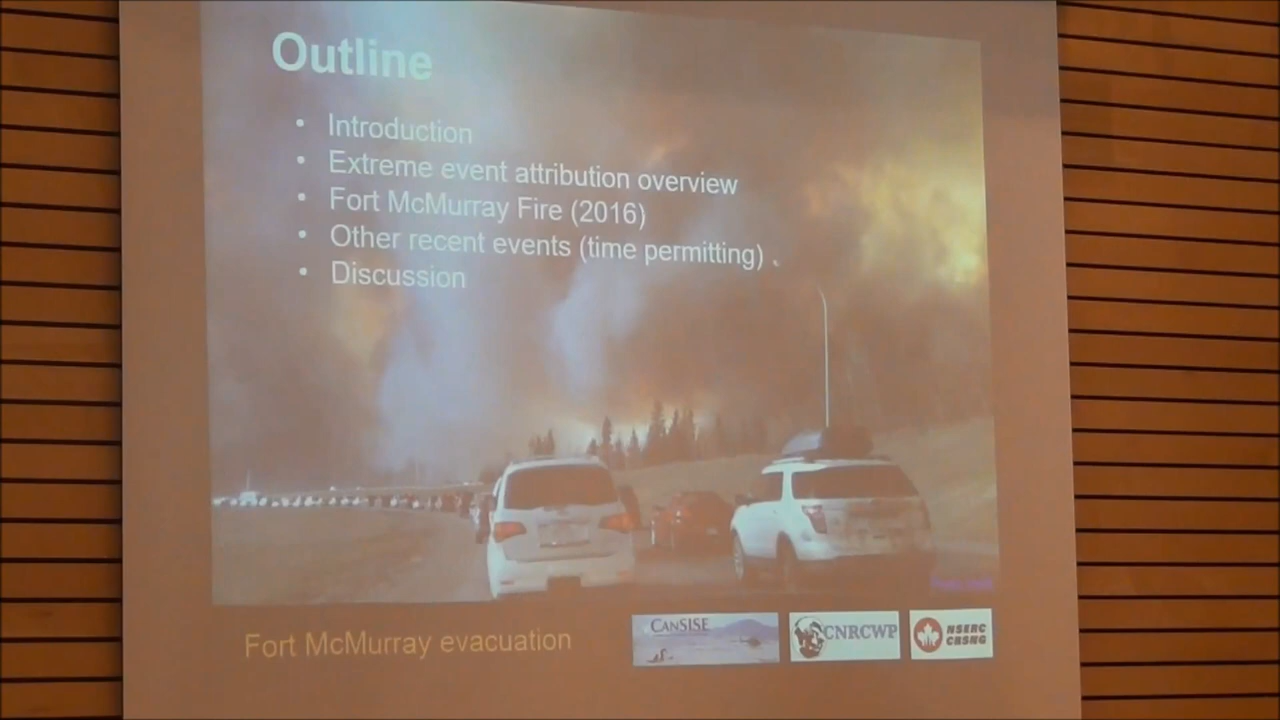 Outline
• Introduction
• Extreme event attribution overview
• Fort McMurray Fire (2016)
• Other recent events (time permitting)
• Discussion
Fort McMurray evacuation
CANSISE
CNRCWP
NSERC
CRSNG